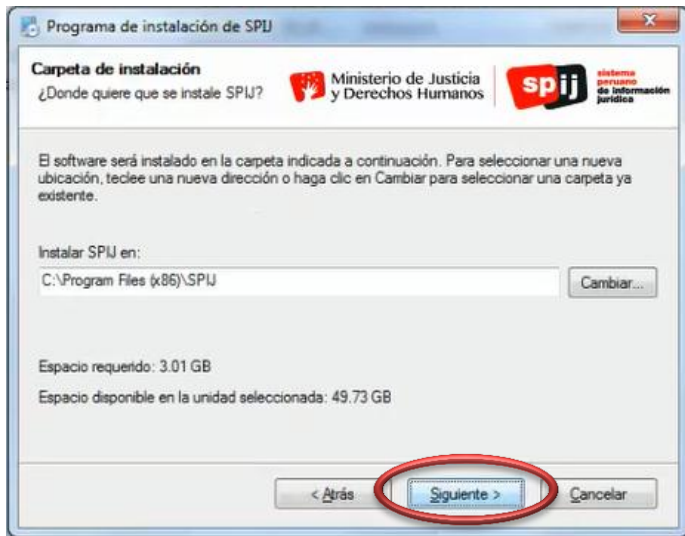 Programa de instalación de SPIJ
Carpeta de instalación
¿Donde quiere que se instale SPIJ?
Ministerio de Justicia
y Derechos Humanos
spij
sistema
peruano
de información
jurídica
El software será instalado en la carpeta indicada a continuación. Para seleccionar una nueva
ubicación, teclee una nueva dirección o haga clic en Cambiar para seleccionar una carpeta ya
existente.
Instalar SPIJ en:
C:\Program Files (x86)\SPIJ
Cambiar...
Espacio requerido: 3.01 GB
Espacio disponible en la unidad seleccionada: 49.73 GB
< Atrás
Siguiente >
Cancelar